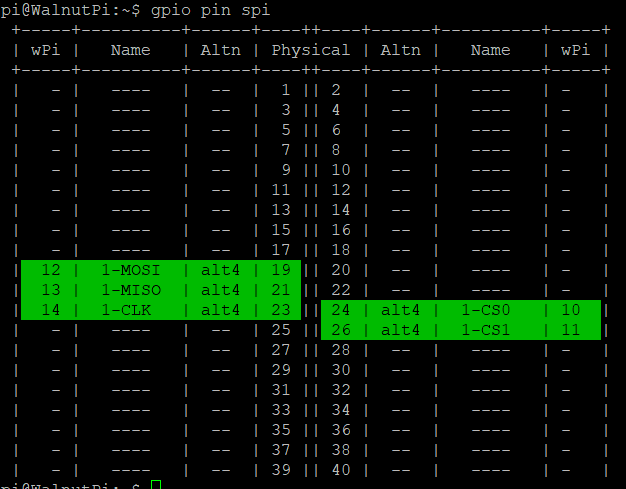 pi@WalnutPi:~$ gpio pin spi
+-----+----------+------+----++----+------+----------+-----+
| wPi |   Name   | Altn | Physical | Altn |   Name   | wPi |
+-----+----------+------+----++----+------+----------+-----+
|   - |   ----   |  --  |  1 || 2  |  --  |   ----   | -   |
|   - |   ----   |  --  |  3 || 4  |  --  |   ----   | -   |
|   - |   ----   |  --  |  5 || 6  |  --  |   ----   | -   |
|   - |   ----   |  --  |  7 || 8  |  --  |   ----   | -   |
|   - |   ----   |  --  |  9 || 10 |  --  |   ----   | -   |
|   - |   ----   |  --  | 11 || 12 |  --  |   ----   | -   |
|   - |   ----   |  --  | 13 || 14 |  --  |   ----   | -   |
|   - |   ----   |  --  | 15 || 16 |  --  |   ----   | -   |
|   - |   ----   |  --  | 17 || 18 |  --  |   ----   | -   |
|  12 |   1-MOSI | alt4 | 19 || 20 |  --  |   ----   | -   |
|  13 |   1-MISO | alt4 | 21 || 22 |  --  |   ----   | -   |
|  14 |   1-CLK  | alt4 | 23 || 24 | alt4 |  1-CS0   | 10  |
|   - |   ----   |  --  | 25 || 26 | alt4 |  1-CS1   | 11  |
|   - |   ----   |  --  | 27 || 28 |  --  |   ----   | -   |
|   - |   ----   |  --  | 29 || 30 |  --  |   ----   | -   |
|   - |   ----   |  --  | 31 || 32 |  --  |   ----   | -   |
|   - |   ----   |  --  | 33 || 34 |  --  |   ----   | -   |
|   - |   ----   |  --  | 35 || 36 |  --  |   ----   | -   |
|   - |   ----   |  --  | 37 || 38 |  --  |   ----   | -   |
|   - |   ----   |  --  | 39 || 40 |  --  |   ----   | -   |
pi@WalnutPi:~$